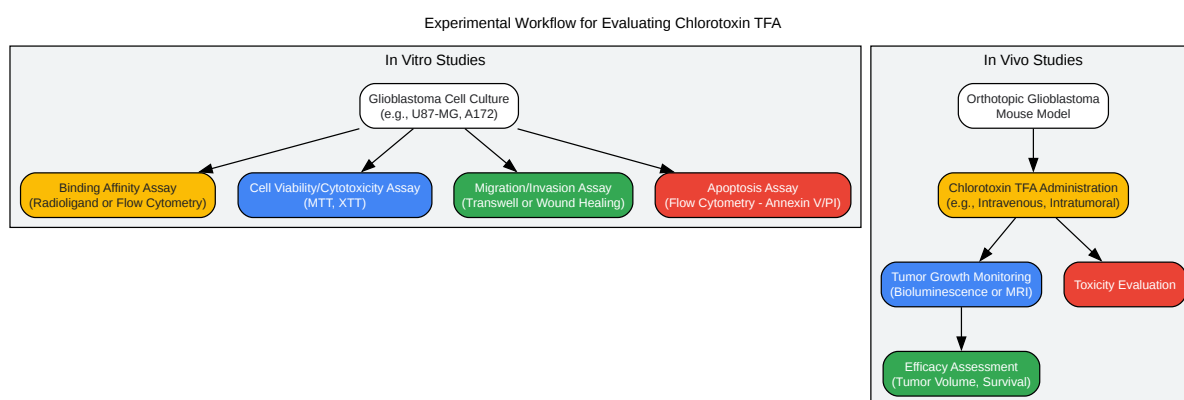 Experimental Workflow for Evaluating Chlorotoxin TFA
In Vitro Studies
Glioblastoma Cell Culture
(e.g., U87-MG, A172)
Binding Affinity Assay
(Radioligand or Flow Cytometry)
Cell Viability/Cytotoxicity Assay
(MTT, XTT)
Migration/Invasion Assay
(Transwell or Wound Healing)
Apoptosis Assay
(Flow Cytometry - Annexin V/PI)
In Vivo Studies
Orthotopic Glioblastoma
Mouse Model
Chlorotoxin TFA Administration
(e.g., Intravenous, Intratumoral)
Tumor Growth Monitoring
(Bioluminescence or MRI)
Toxicity Evaluation
Efficacy Assessment
(Tumor Volume, Survival)